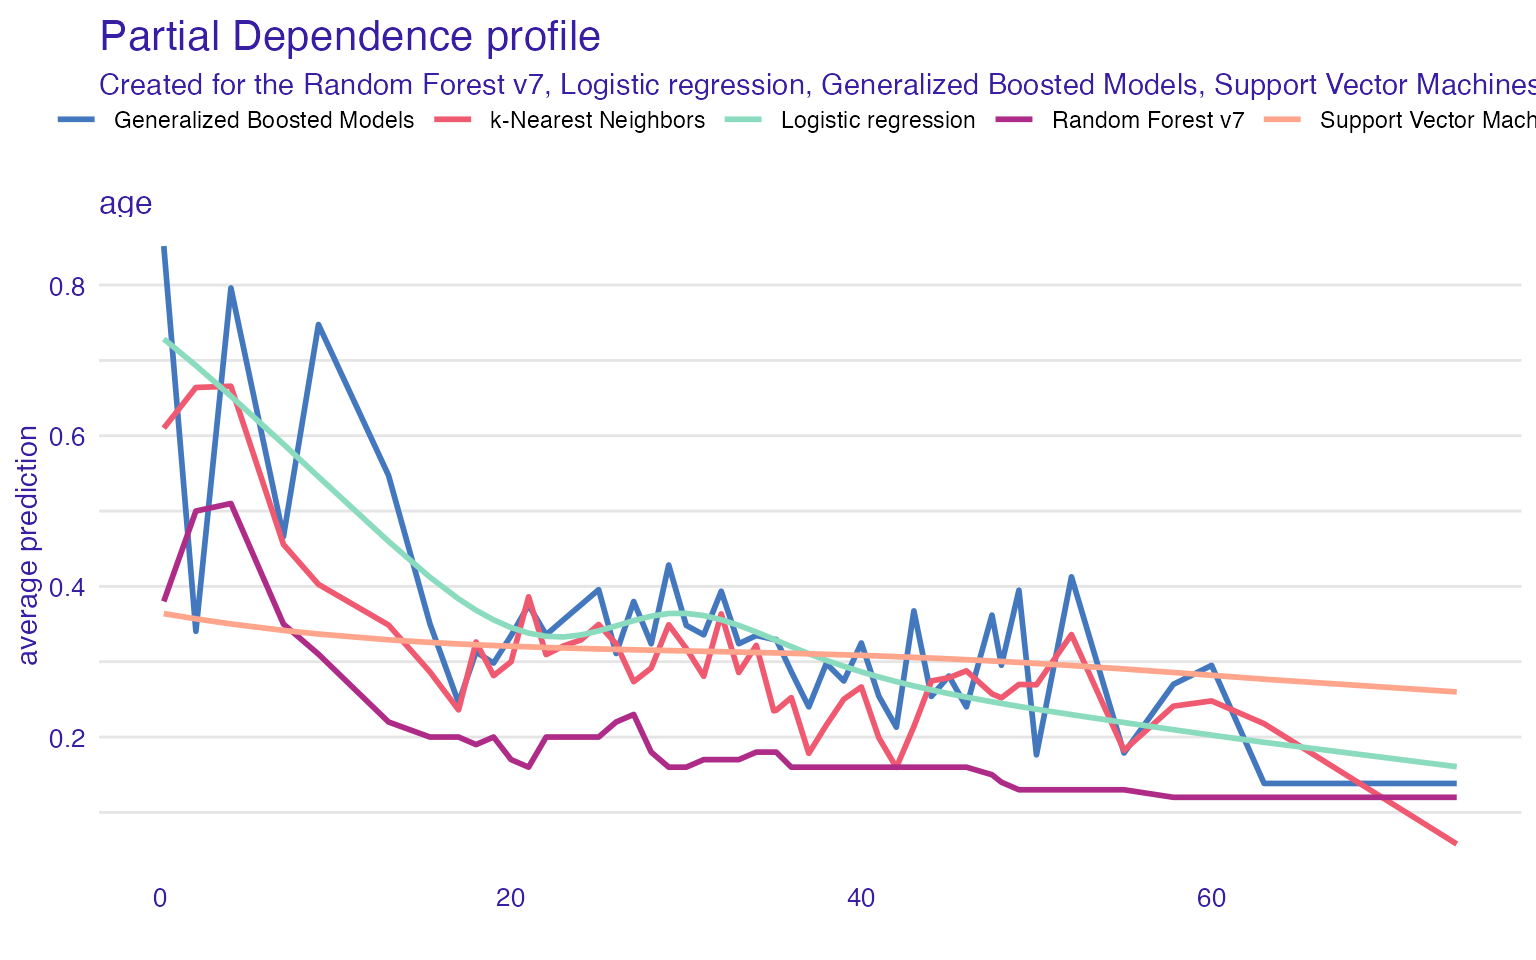 Partial Dependence profile
Created for the Random Forest v7, Logistic regression, Generalized Boosted Models, Support Vector Machines
Generalized Boosted Models k-Nearest Neighbors Logistic regression Random Forest v7 Support Vector Mach
age
0.8
0.6
0.4
0.2
average prediction
0 20 40 60